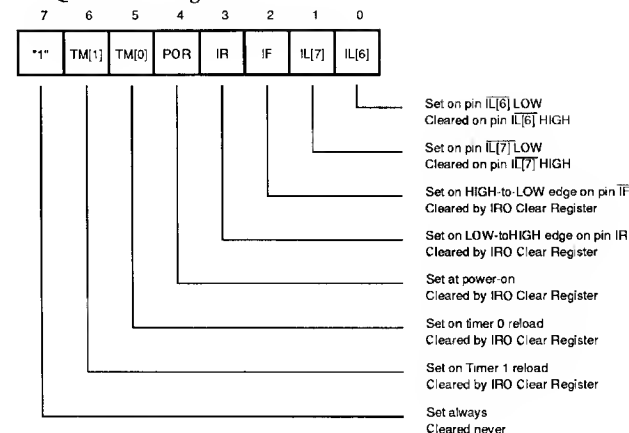 7 6 5 4 3 2 1 0
"1" TM[1] TM[0] POR IR IF IL[7] IL[6]
Set on pin IL[6] LOW
Cleared on pin IL[6] HIGH
Set on pin IL[7] LOW
Cleared on pin IL[7] HIGH
Set on HIGH-to-LOW edge on pin IF
Cleared by IRO Clear Register
Set on LOW-toHIGH edge on pin IR
Cleared by IRO Clear Register
Set at power-on
Cleared by IRO Clear Register
Set on timer 0 reload
Cleared by IRO Clear Register
Set on Timer 1 reload
Cleared by IRO Clear Register
Set always
Cleared never